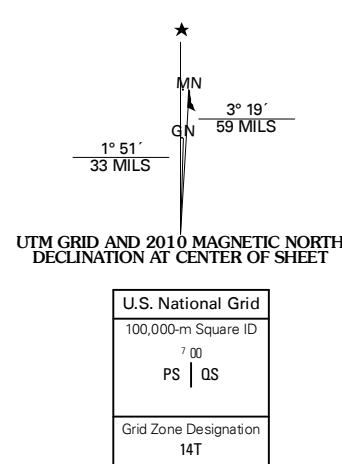 MN
3° 19´
59 MILS
GN
1° 51´
33 MILS
UTM GRID AND 2010 MAGNETIC NORTH
DECLINATION AT CENTER OF SHEET
U.S. National Grid
100,000-m Square ID
7 00
PS QS
Grid Zone Designation
14T